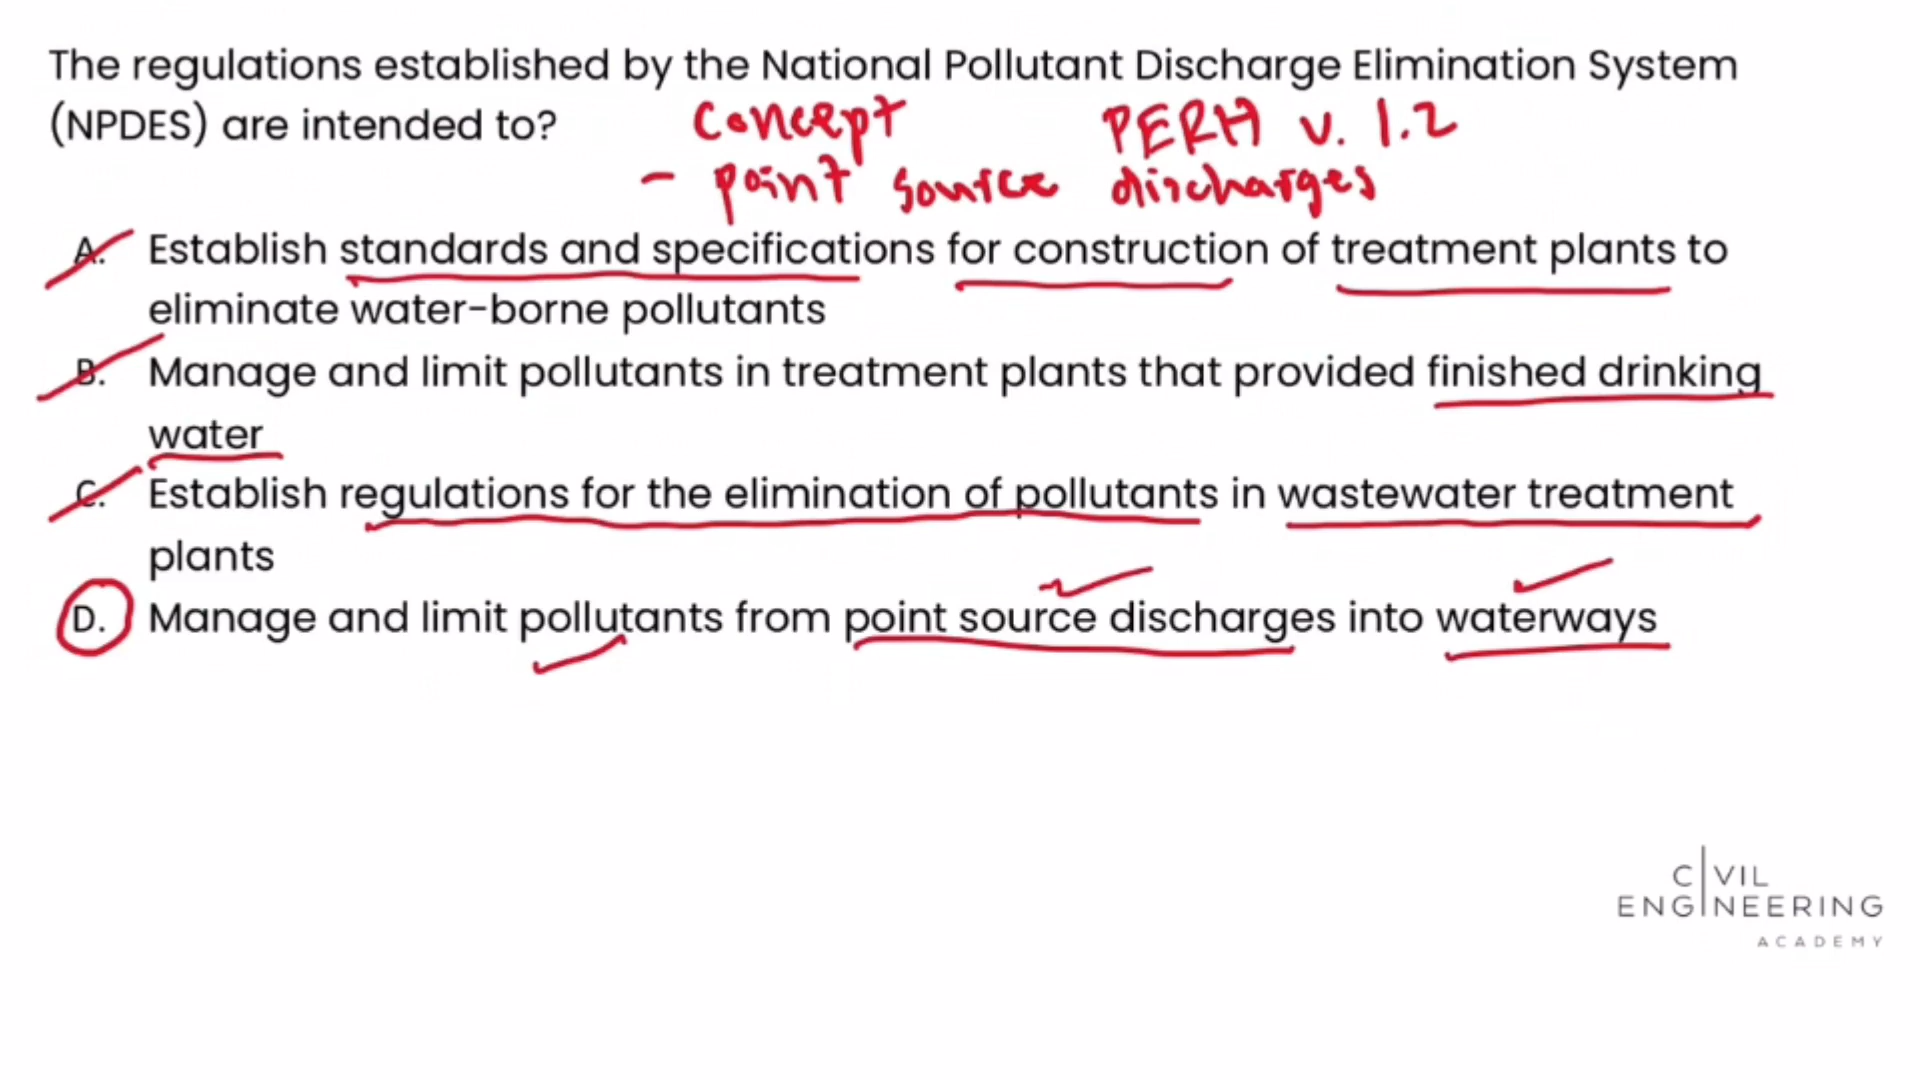 The regulations established by the National Pollutant Discharge Elimination System
(NPDES) are intended to?
Concept PERH v. 1.2
- point source discharges
A. Establish standards and specifications for construction of treatment plants to
eliminate water-borne pollutants
B. Manage and limit pollutants in treatment plants that provided finished drinking
water
C. Establish regulations for the elimination of pollutants in wastewater treatment
plants
D. Manage and limit pollutants from point source discharges into waterways
CIVIL
ENGINEERING
ACADEMY